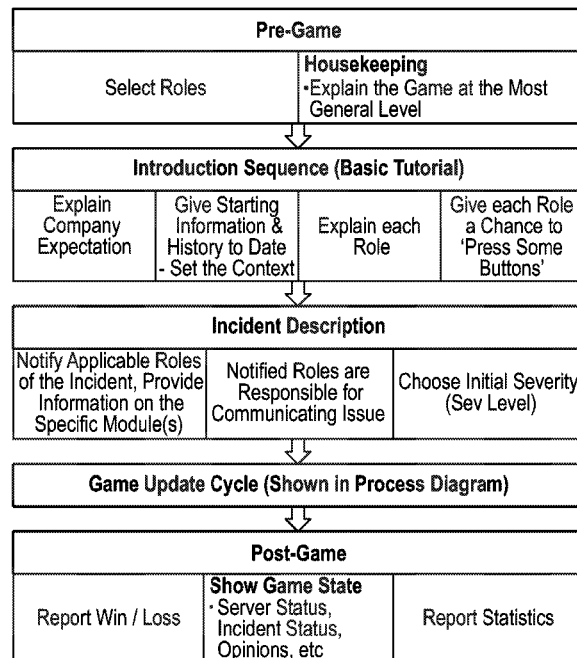 Pre-Game
Select Roles
Housekeeping
•Explain the Game at the Most
General Level
Introduction Sequence (Basic Tutorial)
Explain
Company
Expectation
Give Starting
Information &
History to Date
- Set the Context
Explain each
Role
Give each Role
a Chance to
‘Press Some
Buttons’
Incident Description
Notify Applicable Roles
of the Incident, Provide
Information on the
Specific Module(s)
Notified Roles are
Responsible for
Communicating Issue
Choose Initial Severity
(Sev Level)
Game Update Cycle (Shown in Process Diagram)
Post-Game
Report Win / Loss
Show Game State
• Server Status,
Incident Status,
Opinions, etc
Report Statistics